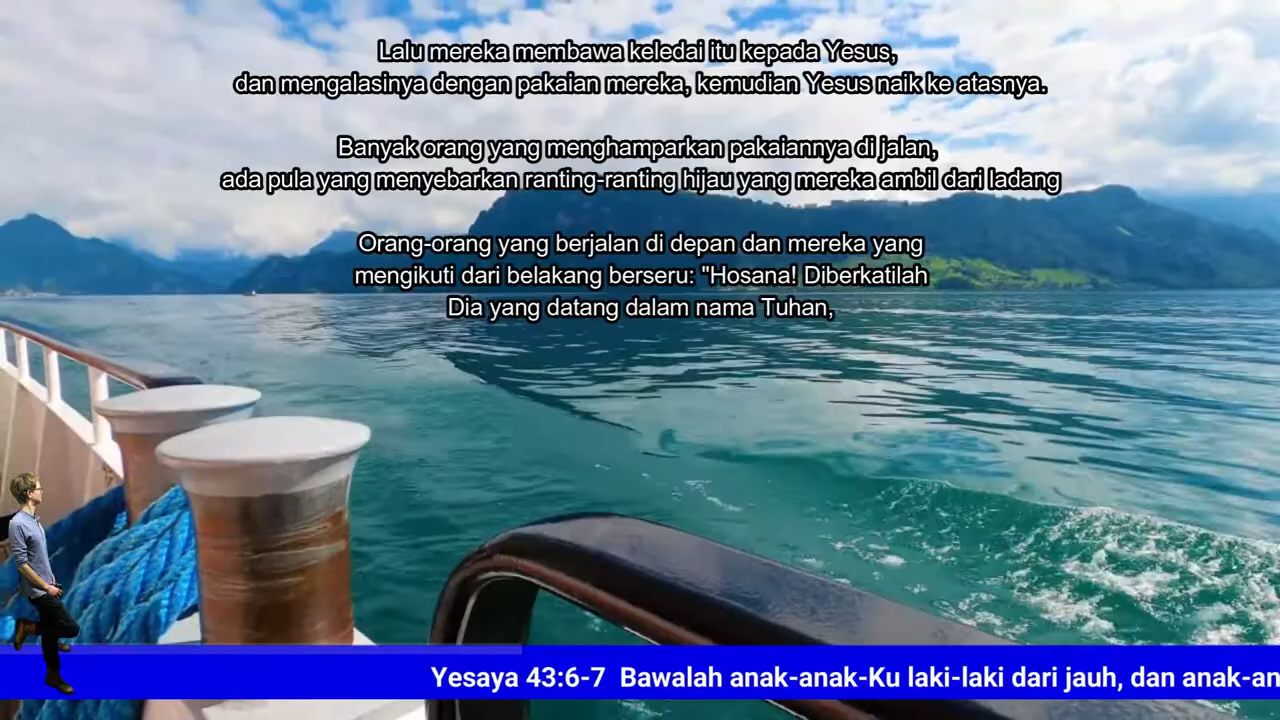 Lalu mereka membawa keledai itu kepada Yesus,
dan mengalasinya dengan pakaian mereka, kemudian Yesus naik ke atasnya.
Banyak orang yang menghamparkan pakaiannya di jalan,
ada pula yang menyebarkan ranting-ranting hijau yang mereka ambil dari ladang
Orang-orang yang berjalan di depan dan mereka yang
mengikuti dari belakang berseru: "Hosana! Diberkatilah
Dia yang datang dalam nama Tuhan,
Yesaya 43:6-7 Bawalah anak-anak-Ku laki-laki dari jauh, dan anak-an